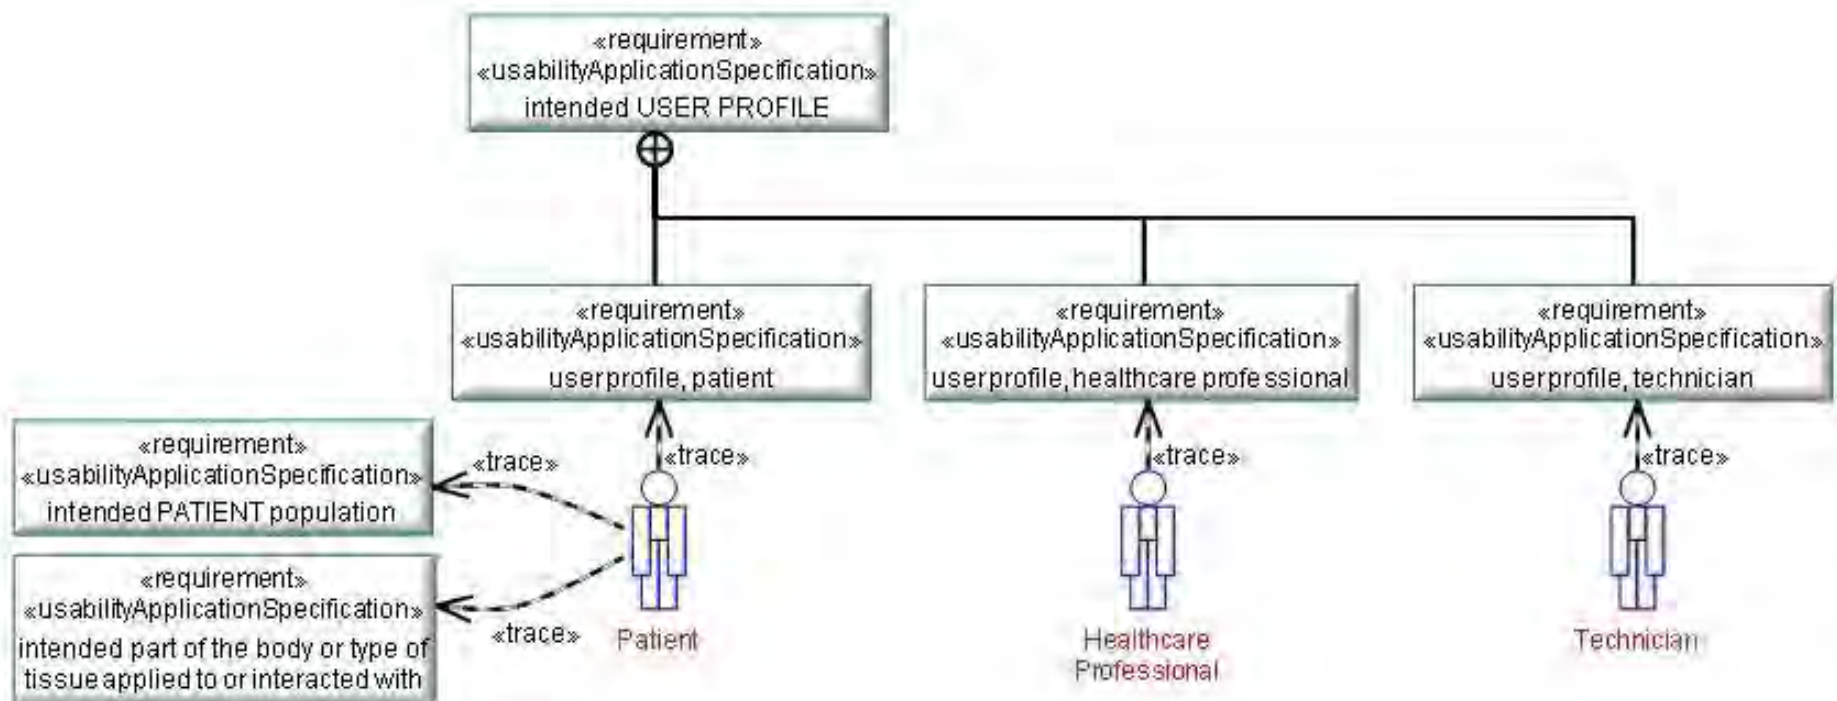 «requirement»
«usabilityApplicationSpecification»
intended USER PROFILE
«requirement»
«usabilityApplicationSpecification»
userprofile, patient
«requirement»
«usabilityApplicationSpecification»
userprofile, healthcare professional
«requirement»
«usabilityApplicationSpecification»
userprofile, technician
«requirement»
«usabilityApplicationSpecification»
intended PATIENT population
«trace»
«trace»
«trace»
«trace»
«requirement»
«usabilityApplicationSpecification»
intended part of the body or type of
tissue applied to or interacted with
«trace»
Patient
Healthcare
Professional
Technician